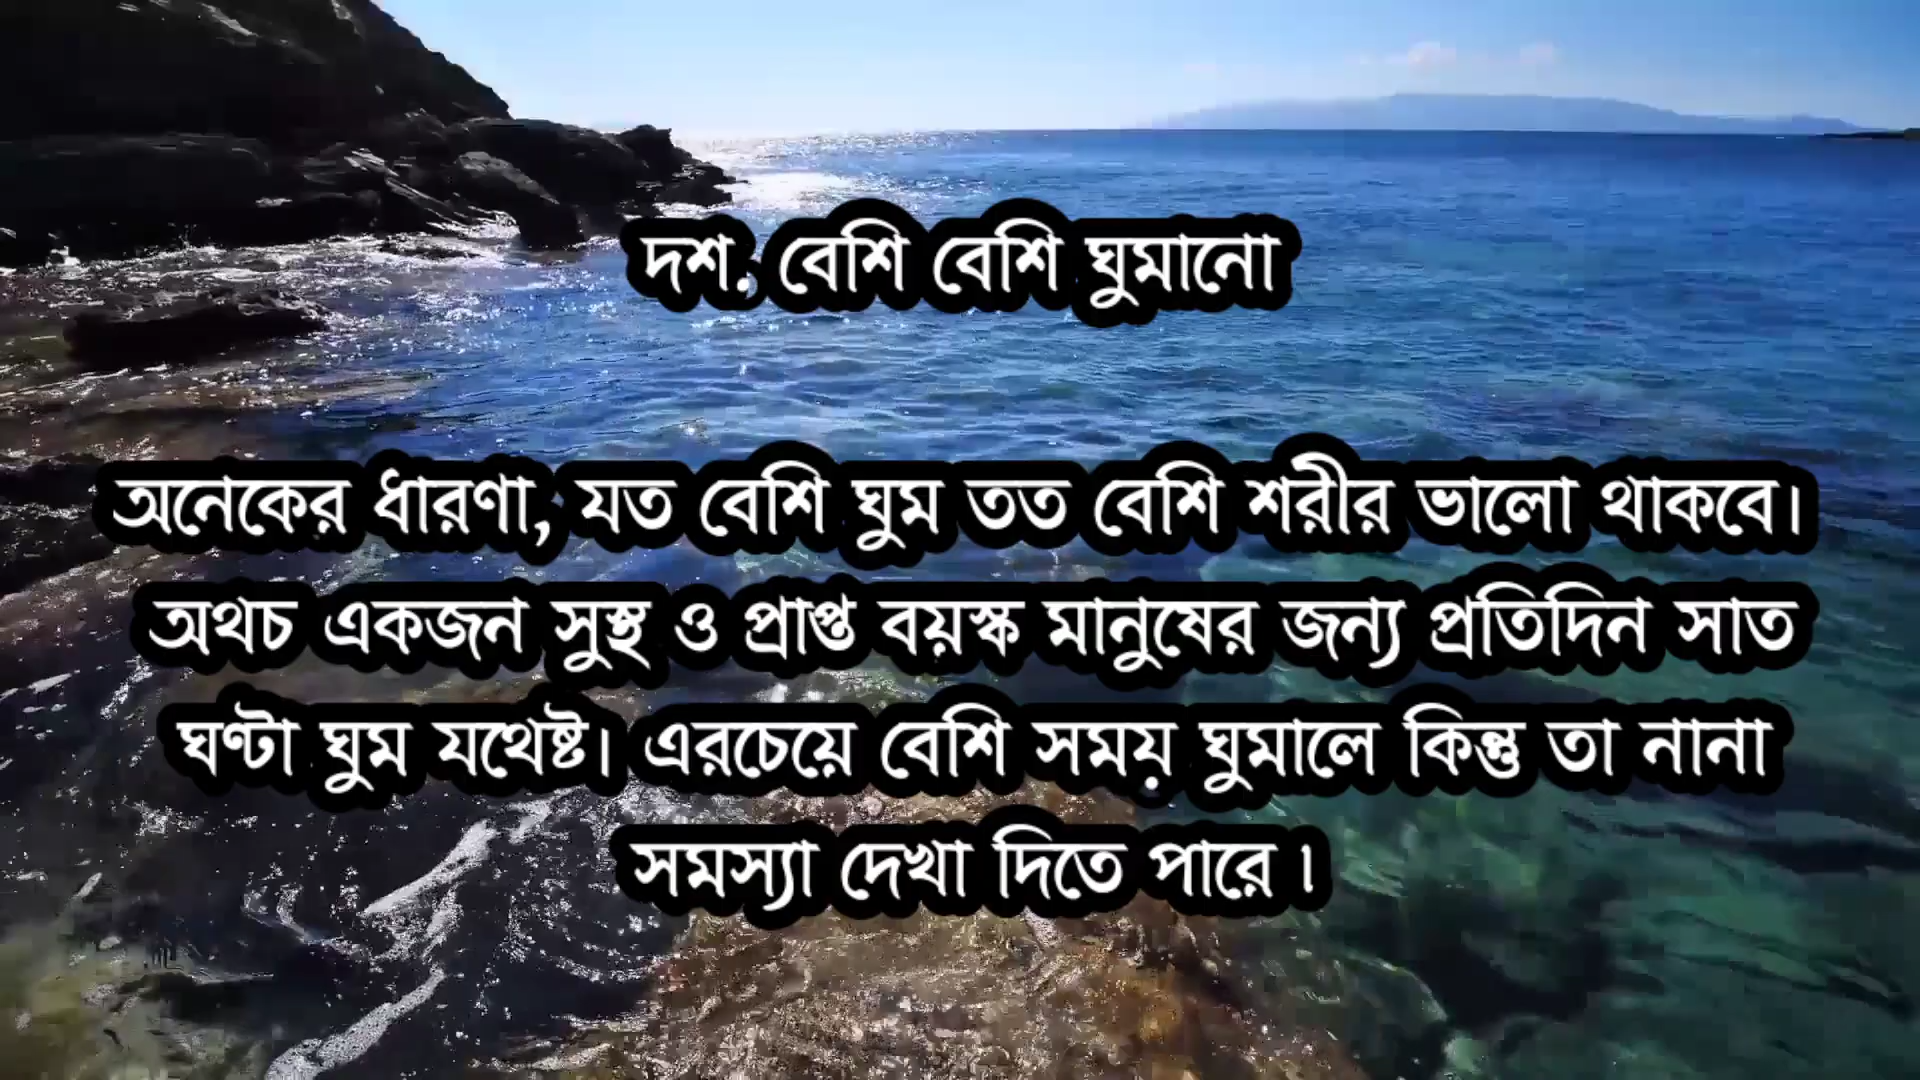 দশ. বেশি বেশি ঘুমানো
অনেকের ধারণা, যত বেশি ঘুম তত বেশি শরীর ভালো থাকবে।
অথচ একজন সুস্থ ও প্রাপ্ত বয়স্ক মানুষের জন্য প্রতিদিন সাত
ঘণ্টা ঘুম যথেষ্ট। এরচেয়ে বেশি সময় ঘুমালে কিন্তু তা নানা
সমস্যা দেখা দিতে পারে ৷